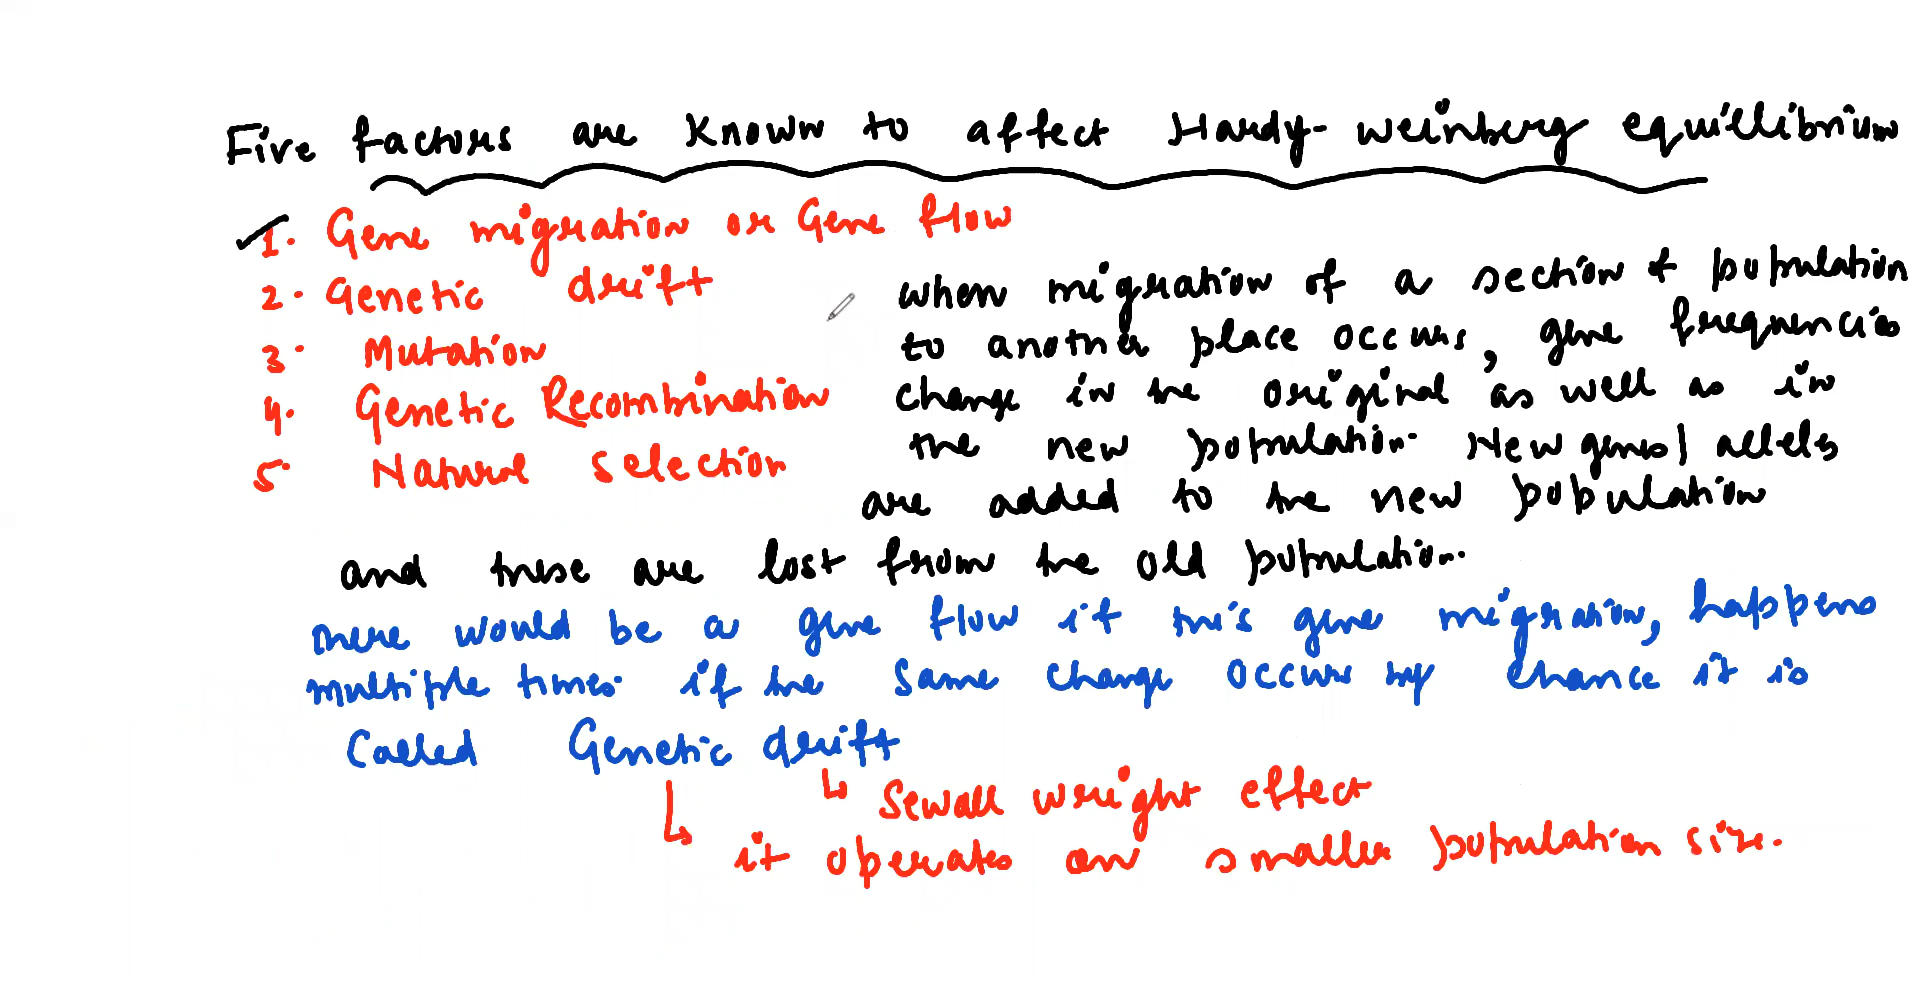 Five factors are known to affect Hardy-Weinberg equillibrium
1. Gene migration or Gene flow
2. Genetic drift
3. Mutation
4. Genetic Recombination
5. Natural selection
when migration of a section of population
to another place occurs, gene frequencies
change in the original as well as in
the new population. New genes/ allels
are added to the new population
and these are lost from the old population.
There would be a gene flow if this gene migration, happens
multiple times. if the same change occurs by chance it is
called Genetic drift
↳ Sewall wright effect
↳ it operates on smaller population size.